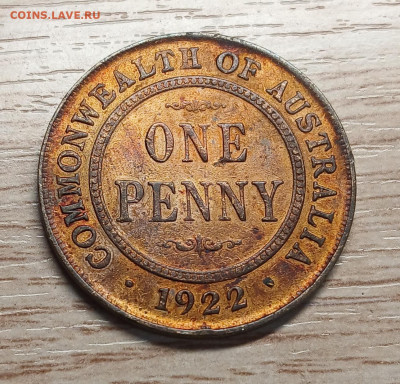 COINS.LAVE.RU
COMMONWEALTH OF AUSTRALIA
ONE
PENNY
· 1922 ·